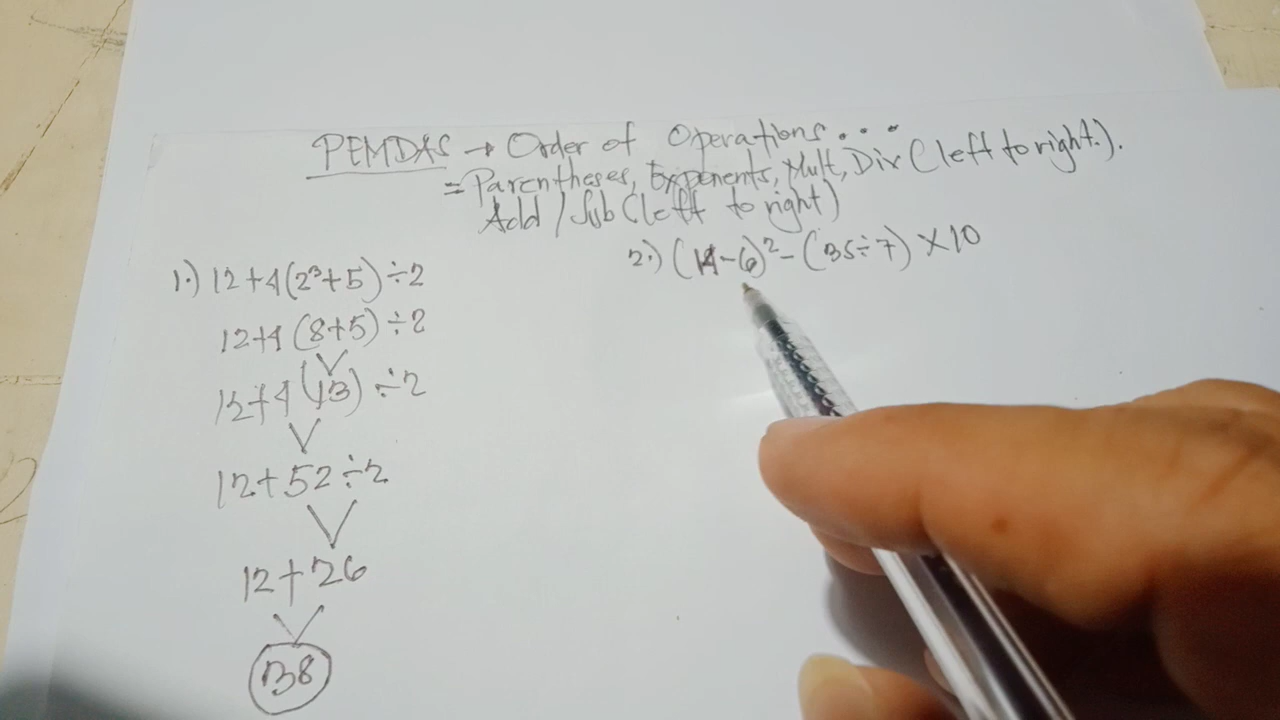 PEMDAS → Order of Operations...
= Parentheses, Exponents, Mult, Div (left to right).
Add/Sub (left to right)
1.) 12+4(2³+5)÷2
12+4(8+5)÷2
12+4(13)÷2
12+52÷2
12+26
38
2.) (14-6)²-(35÷7)×10